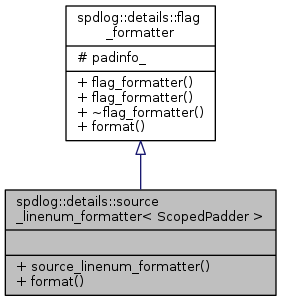 spdlog::details::flag
_formatter
# padinfo_
+ flag_formatter()
+ flag_formatter()
+ ~flag_formatter()
+ format()
spdlog::details::source
_linenum_formatter< ScopedPadder >
+ source_linenum_formatter()
+ format()